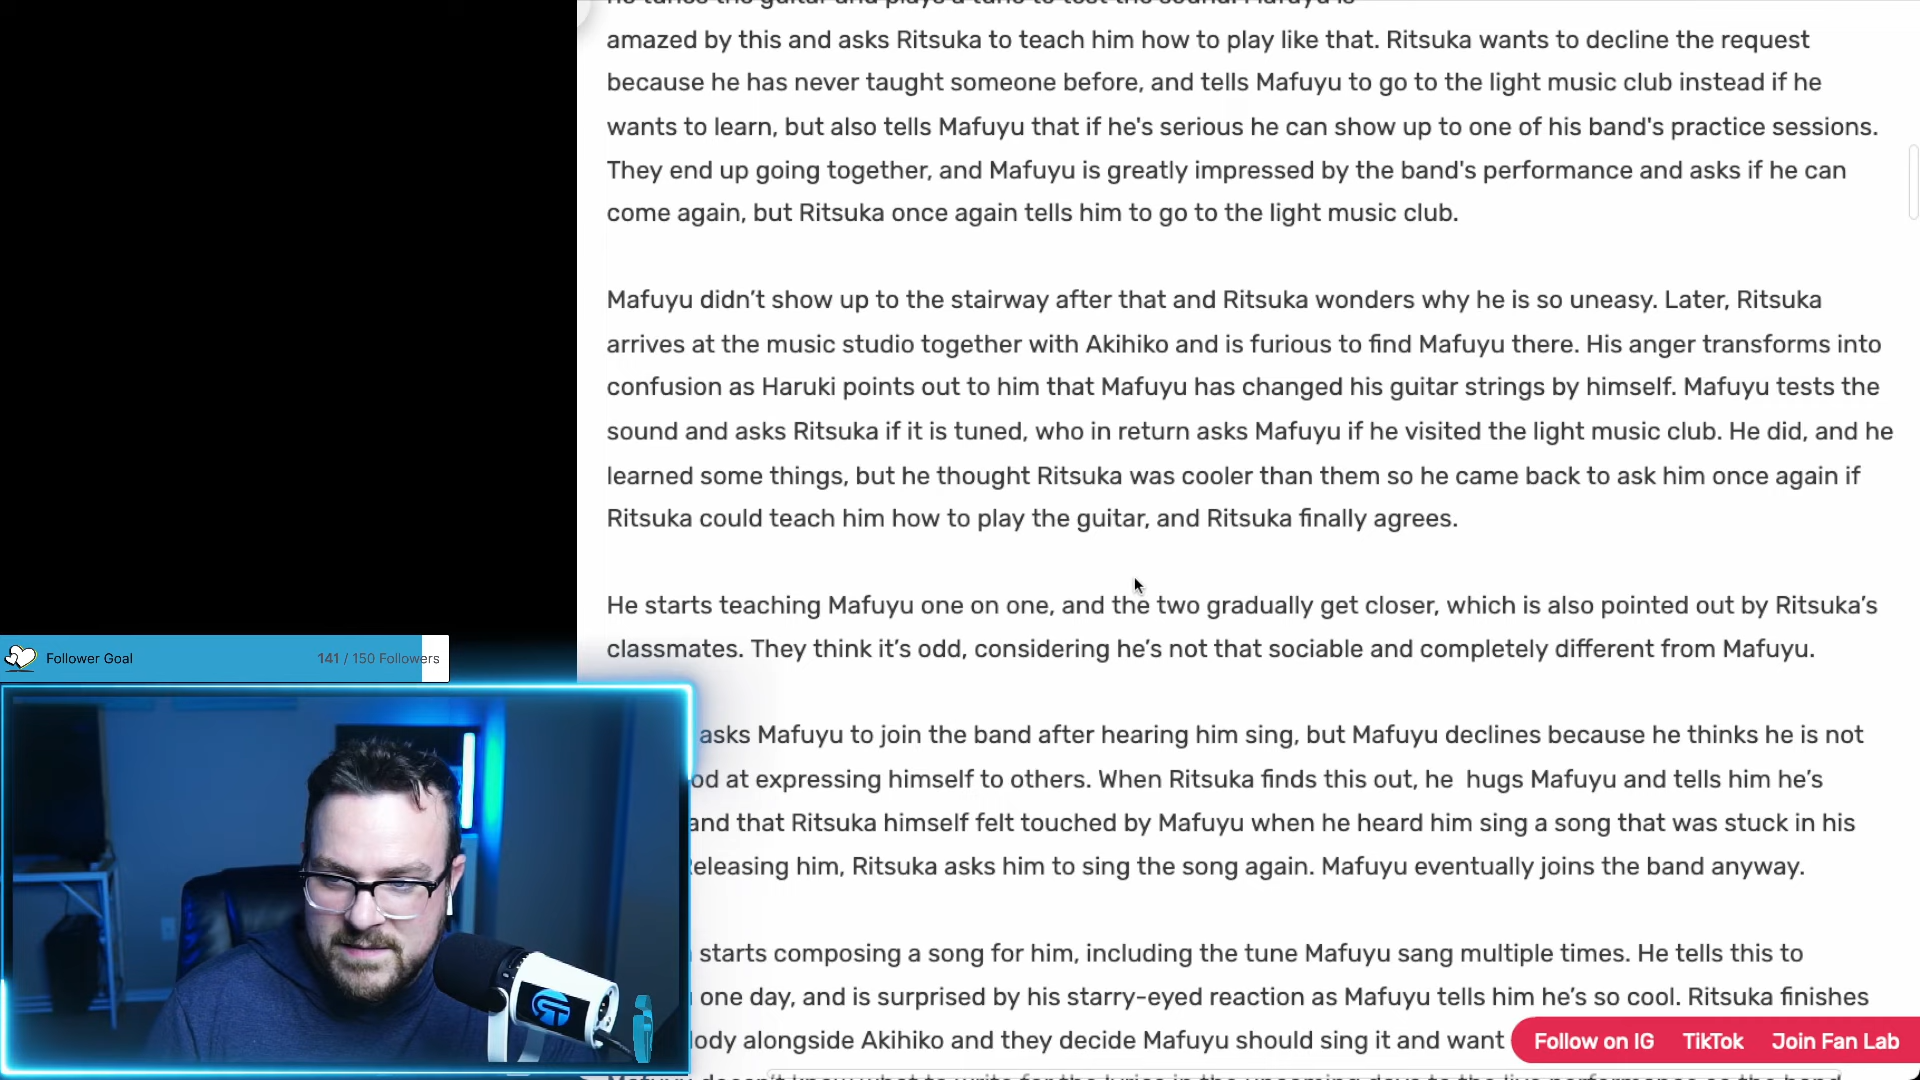 amazed by this and asks Ritsuka to teach him how to play like that. Ritsuka wants to decline the request
because he has never taught someone before, and tells Mafuyu to go to the light music club instead if he
wants to learn, but also tells Mafuyu that if he's serious he can show up to one of his band's practice sessions.
They end up going together, and Mafuyu is greatly impressed by the band's performance and asks if he can
come again, but Ritsuka once again tells him to go to the light music club.
Mafuyu didn’t show up to the stairway after that and Ritsuka wonders why he is so uneasy. Later, Ritsuka
arrives at the music studio together with Akihiko and is furious to find Mafuyu there. His anger transforms into
confusion as Haruki points out to him that Mafuyu has changed his guitar strings by himself. Mafuyu tests the
sound and asks Ritsuka if it is tuned, who in return asks Mafuyu if he visited the light music club. He did, and he
learned some things, but he thought Ritsuka was cooler than them so he came back to ask him once again if
Ritsuka could teach him how to play the guitar, and Ritsuka finally agrees.
He starts teaching Mafuyu one on one, and the two gradually get closer, which is also pointed out by Ritsuka’s
classmates. They think it’s odd, considering he’s not that sociable and completely different from Mafuyu.
asks Mafuyu to join the band after hearing him sing, but Mafuyu declines because he thinks he is not
at expressing himself to others. When Ritsuka finds this out, he hugs Mafuyu and tells him he’s
and that Ritsuka himself felt touched by Mafuyu when he heard him sing a song that was stuck in his
eleasing him, Ritsuka asks him to sing the song again. Mafuyu eventually joins the band anyway.
starts composing a song for him, including the tune Mafuyu sang multiple times. He tells this to
one day, and is surprised by his starry-eyed reaction as Mafuyu tells him he’s so cool. Ritsuka finishes
lody alongside Akihiko and they decide Mafuyu should sing it and want
Follower Goal
141 / 150 Followers
Follow on IG TikTok Join Fan Lab